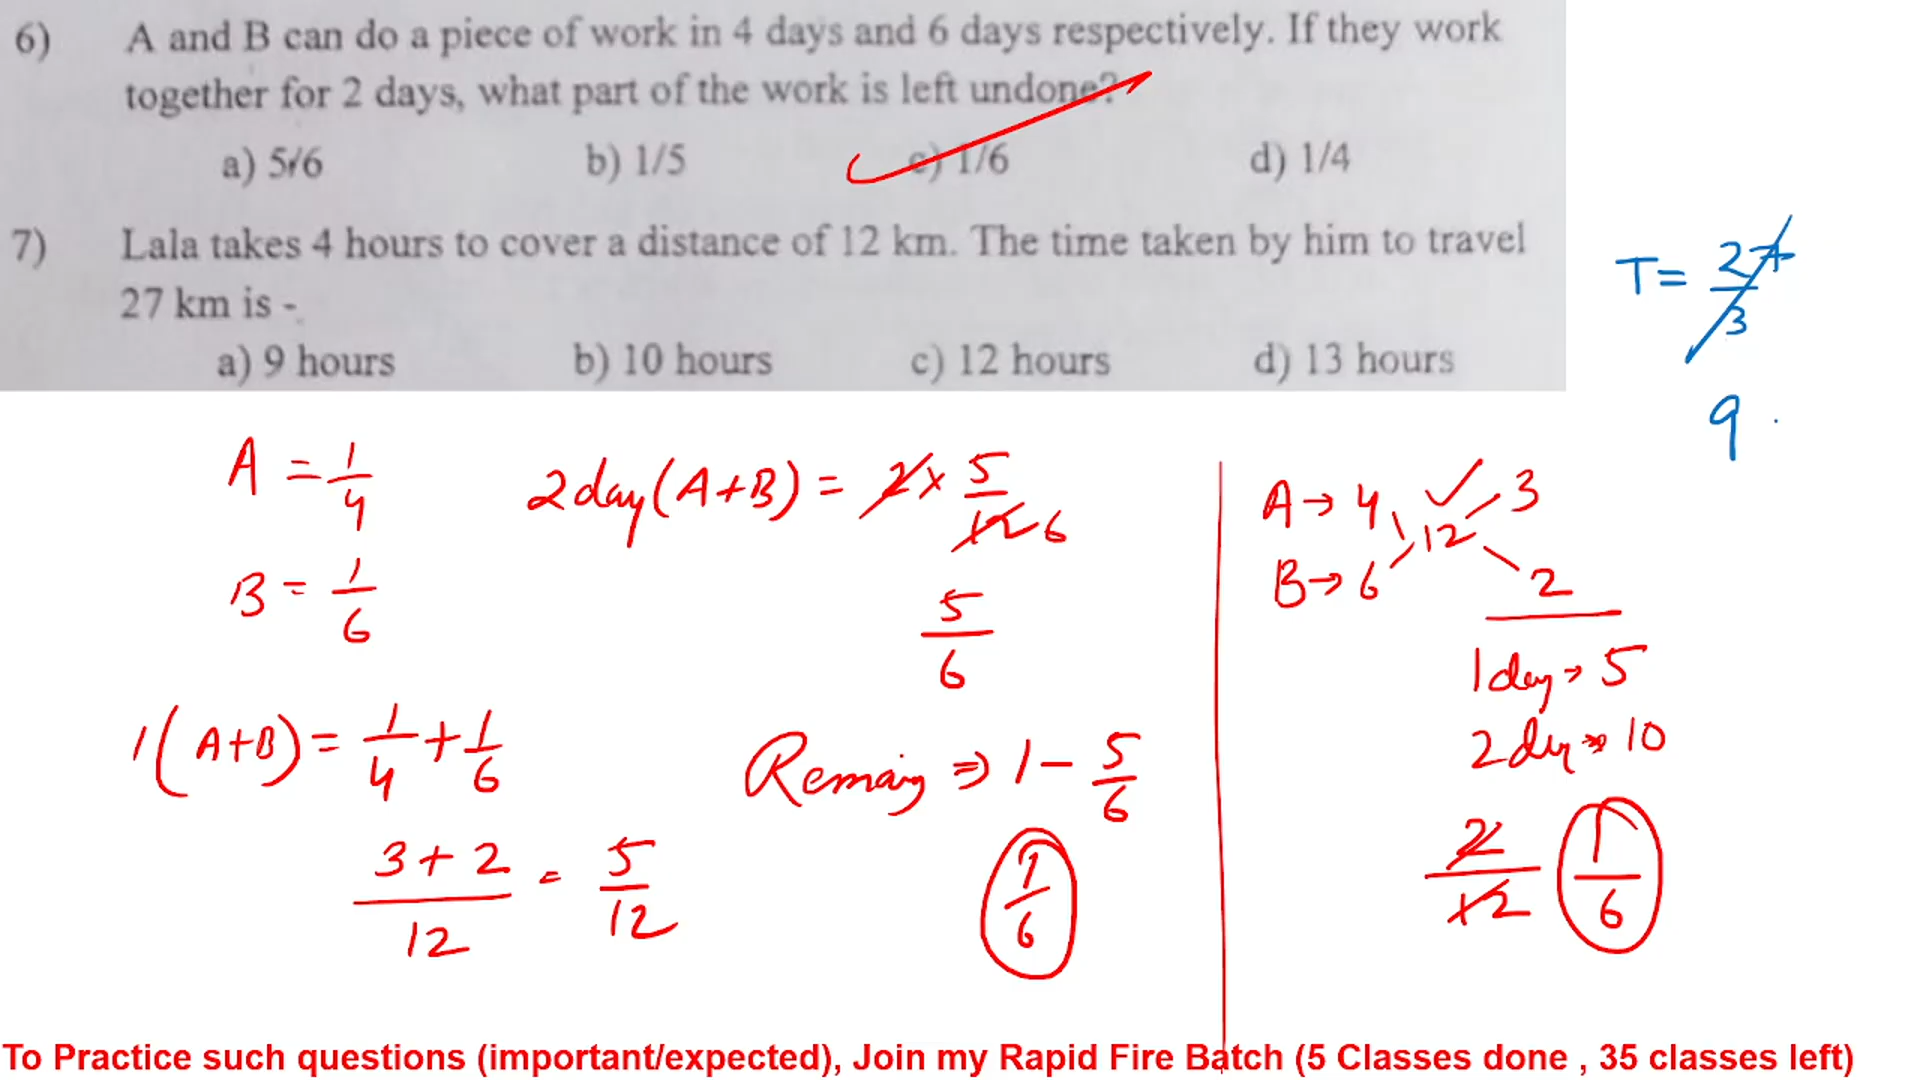 6) A and B can do a piece of work in 4 days and 6 days respectively. If they work
together for 2 days, what part of the work is left undone?
a) 5/6 b) 1/5 c) 1/6 d) 1/4
7) Lala takes 4 hours to cover a distance of 12 km. The time taken by him to travel
27 km is -
a) 9 hours b) 10 hours c) 12 hours d) 13 hours
T = 27/3
9
A = 1/4
B = 1/6
1(A+B) = 1/4 + 1/6
3+2/12 = 5/12
2day(A+B) = 2 × 5/12 6
5/6
Remaing ⇒ 1 - 5/6
1/6
A → 4 12 3
B → 6 2
1day → 5
2dy → 10
2/12 1/6
To Practice such questions (important/expected), Join my Rapid Fire Batch (5 Classes done , 35 classes left)